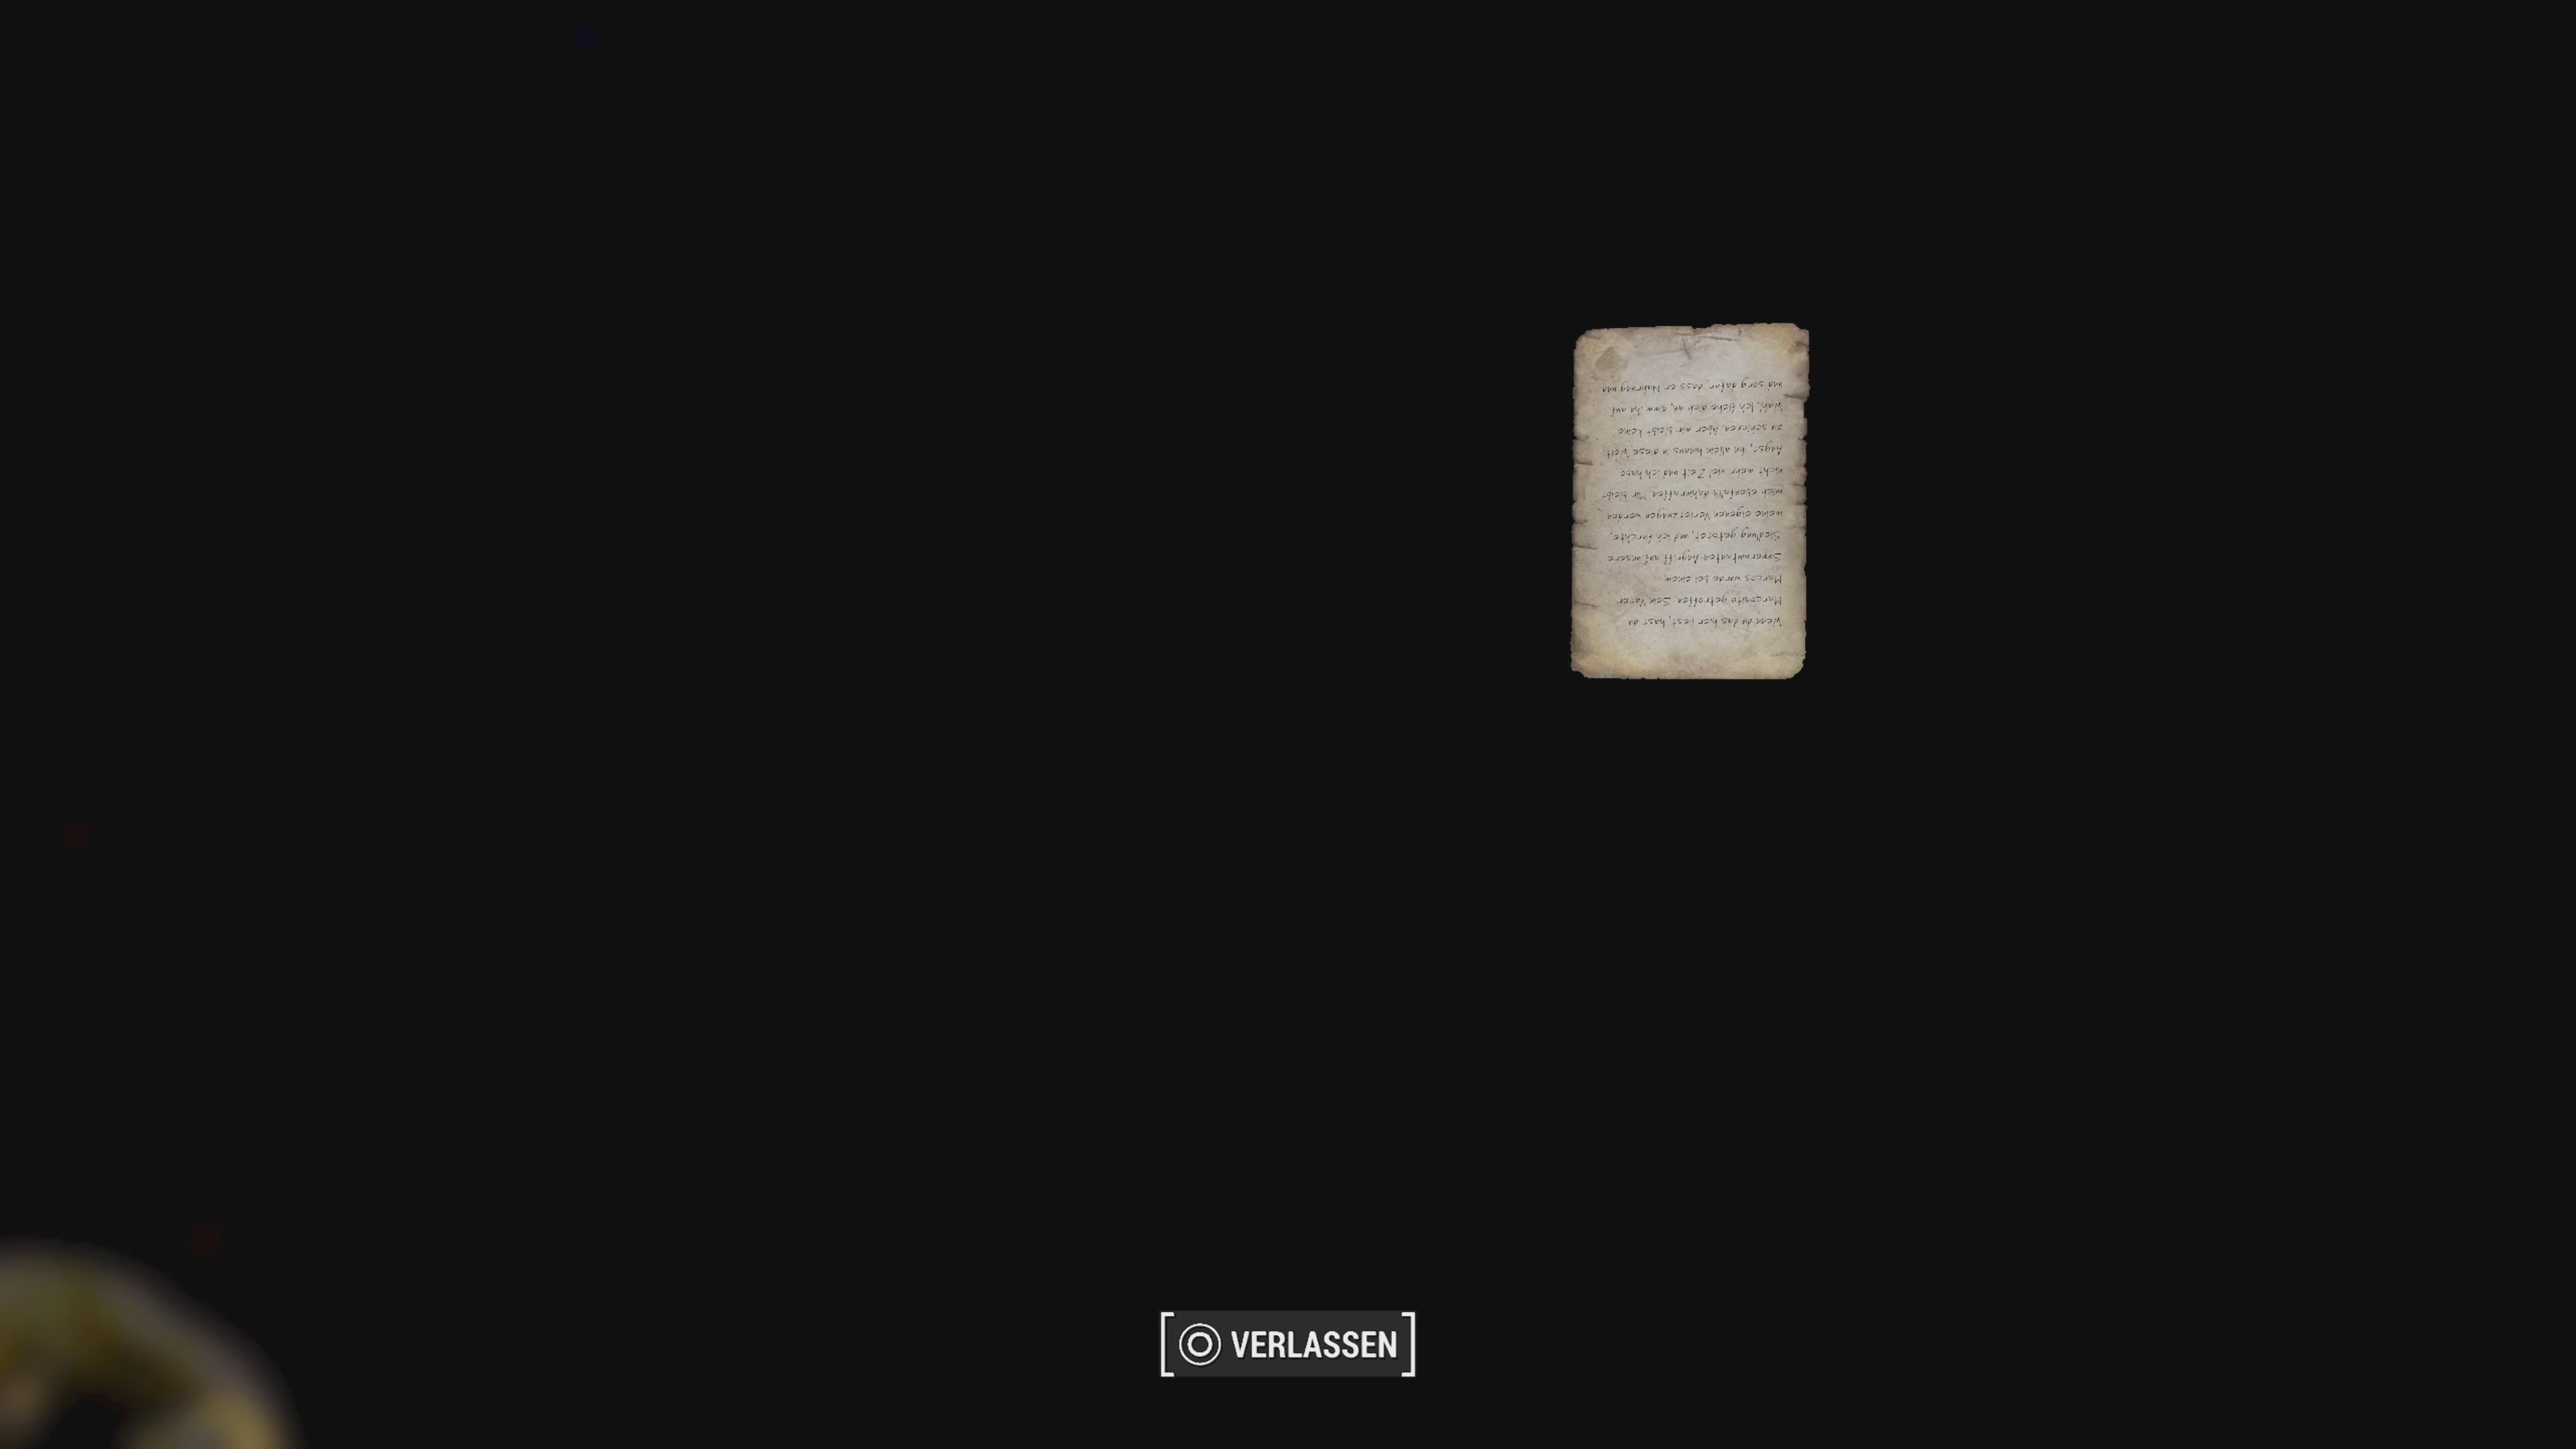 Wenn du das hier liest, hast du
Marcosito getroffen. Sein Vater
Marcos wurde bei einem
Supermutanten Angriff auf unsere
Siedlung getötet, und ich fürchte,
meine eigenen Verletzungen werden
mich ebenfalls dahinraffen. Mir bleibt
nicht mehr viel Zeit und ich habe
Angst, ihn allein hinaus in diese Welt
zu schicken. Aber mir bleibt keine
Wahl. Ich flehe dich an, nimm ihn auf
und sorg dafür, dass er Nahrung und
VERLASSEN